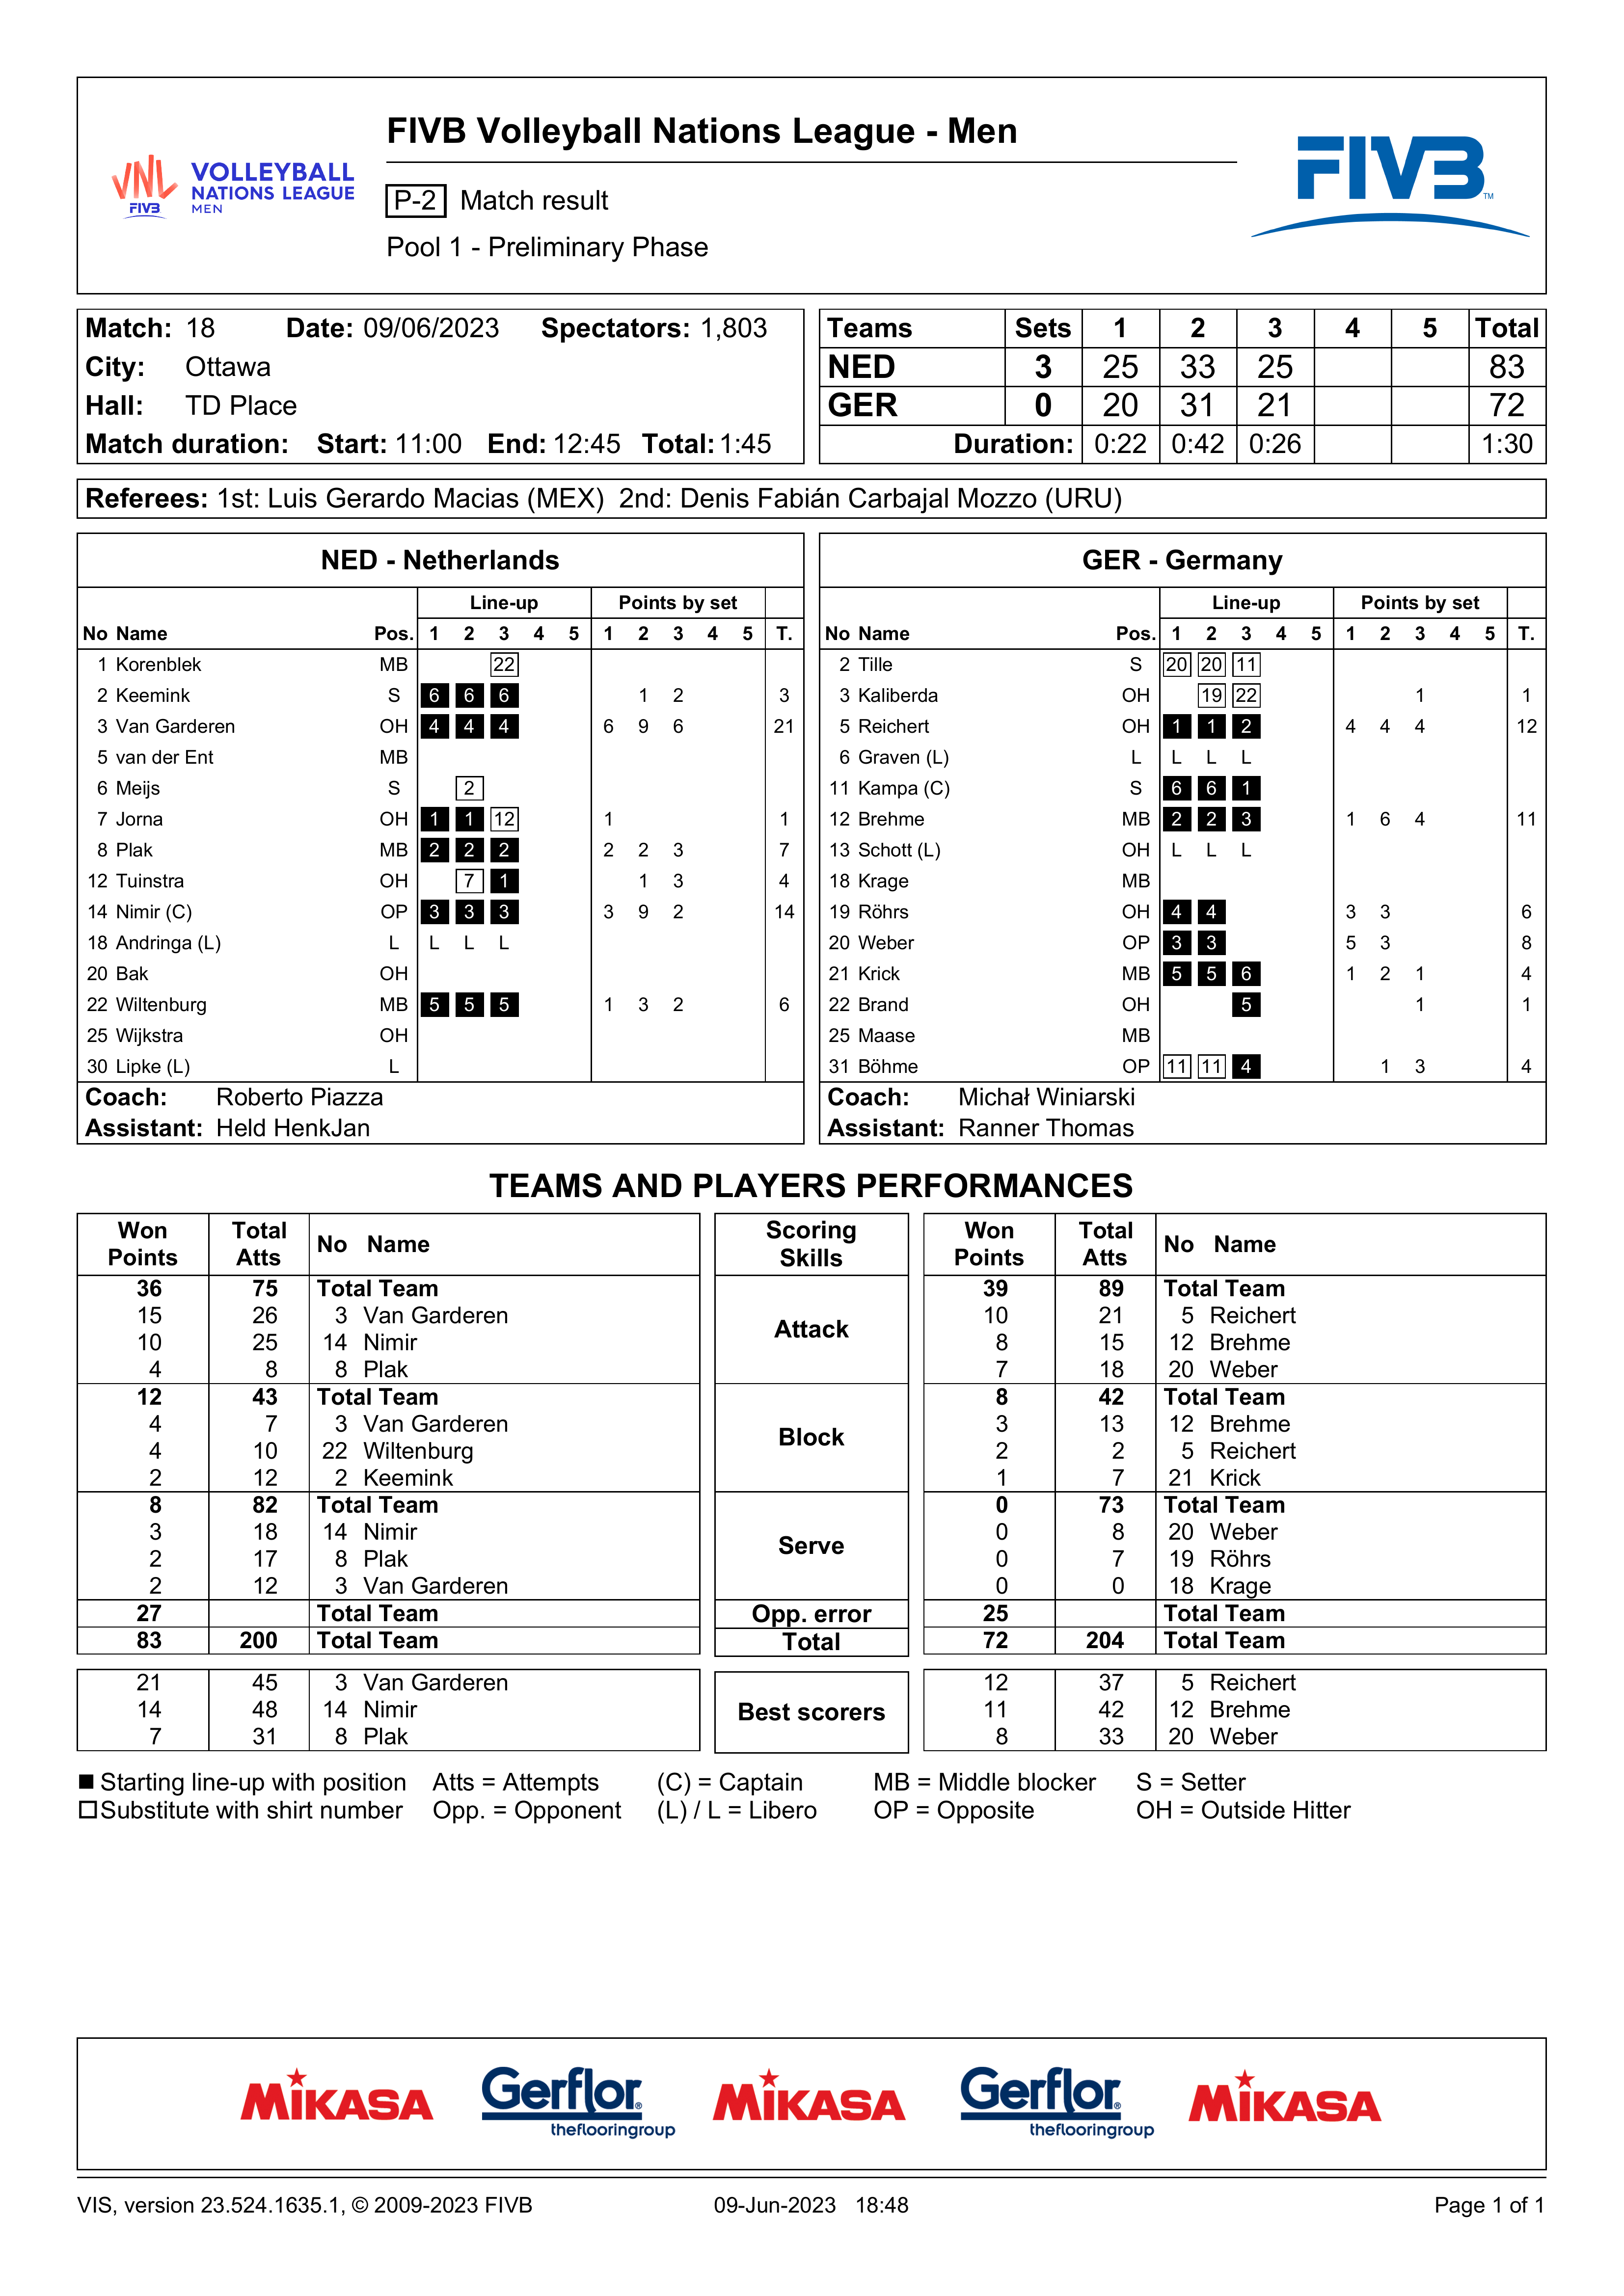 FIVB Volleyball Nations League - Men
VNL FIVB VOLLEYBALL NATIONS LEAGUE MEN
P-2 Match result
Pool 1 - Preliminary Phase
FIVB TM
Match: 18 Date: 09/06/2023 Spectators: 1,803
City: Ottawa
Hall: TD Place
Match duration: Start: 11:00 End: 12:45 Total: 1:45
Teams Sets 1 2 3 4 5 Total
NED 3 25 33 25 83
GER 0 20 31 21 72
Duration: 0:22 0:42 0:26 1:30
Referees: 1st: Luis Gerardo Macias (MEX) 2nd: Denis Fabián Carbajal Mozzo (URU)
NED - Netherlands
Line-up Points by set
No Name Pos. 1 2 3 4 5 1 2 3 4 5 T.
1 Korenblek MB 22
2 Keemink S 6 6 6 1 2 3
3 Van Garderen OH 4 4 4 6 9 6 21
5 van der Ent MB
6 Meijs S 2
7 Jorna OH 1 1 12 1 1
8 Plak MB 2 2 2 2 2 3 7
12 Tuinstra OH 7 1 1 3 4
14 Nimir (C) OP 3 3 3 3 9 2 14
18 Andringa (L) L L L L
20 Bak OH
22 Wiltenburg MB 5 5 5 1 3 2 6
25 Wijkstra OH
30 Lipke (L) L
Coach: Roberto Piazza
Assistant: Held HenkJan
GER - Germany
Line-up Points by set
No Name Pos. 1 2 3 4 5 1 2 3 4 5 T.
2 Tille S 20 20 11
3 Kaliberda OH 19 22 1 1
5 Reichert OH 1 1 2 4 4 4 12
6 Graven (L) L L L L
11 Kampa (C) S 6 6 1
12 Brehme MB 2 2 3 1 6 4 11
13 Schott (L) OH L L L
18 Krage MB
19 Röhrs OH 4 4 3 3 6
20 Weber OP 3 3 5 3 8
21 Krick MB 5 5 6 1 2 1 4
22 Brand OH 5 1 1
25 Maase MB
31 Böhme OP 11 11 4 1 3 4
Coach: Michał Winiarski
Assistant: Ranner Thomas
TEAMS AND PLAYERS PERFORMANCES
Won Points Total Atts No Name Scoring Skills Won Points Total Atts No Name
36 75 Total Team 39 89 Total Team
15 26 3 Van Garderen Attack 10 21 5 Reichert
10 25 14 Nimir 8 15 12 Brehme
4 8 8 Plak 7 18 20 Weber
12 43 Total Team 8 42 Total Team
4 7 3 Van Garderen Block 3 13 12 Brehme
4 10 22 Wiltenburg 2 2 5 Reichert
2 12 2 Keemink 1 7 21 Krick
8 82 Total Team 0 73 Total Team
3 18 14 Nimir Serve 0 8 20 Weber
2 17 8 Plak 0 7 19 Röhrs
2 12 3 Van Garderen 0 0 18 Krage
27 Total Team Opp. error 25 Total Team
83 200 Total Team Total 72 204 Total Team
21 45 3 Van Garderen 12 37 5 Reichert
14 48 14 Nimir Best scorers 11 42 12 Brehme
7 31 8 Plak 8 33 20 Weber
Starting line-up with position Atts = Attempts (C) = Captain MB = Middle blocker S = Setter
Substitute with shirt number Opp. = Opponent (L) / L = Libero OP = Opposite OH = Outside Hitter
MIKASA Gerflor theflooringgroup MIKASA Gerflor theflooringgroup MIKASA
VIS, version 23.524.1635.1, © 2009-2023 FIVB 09-Jun-2023 18:48 Page 1 of 1